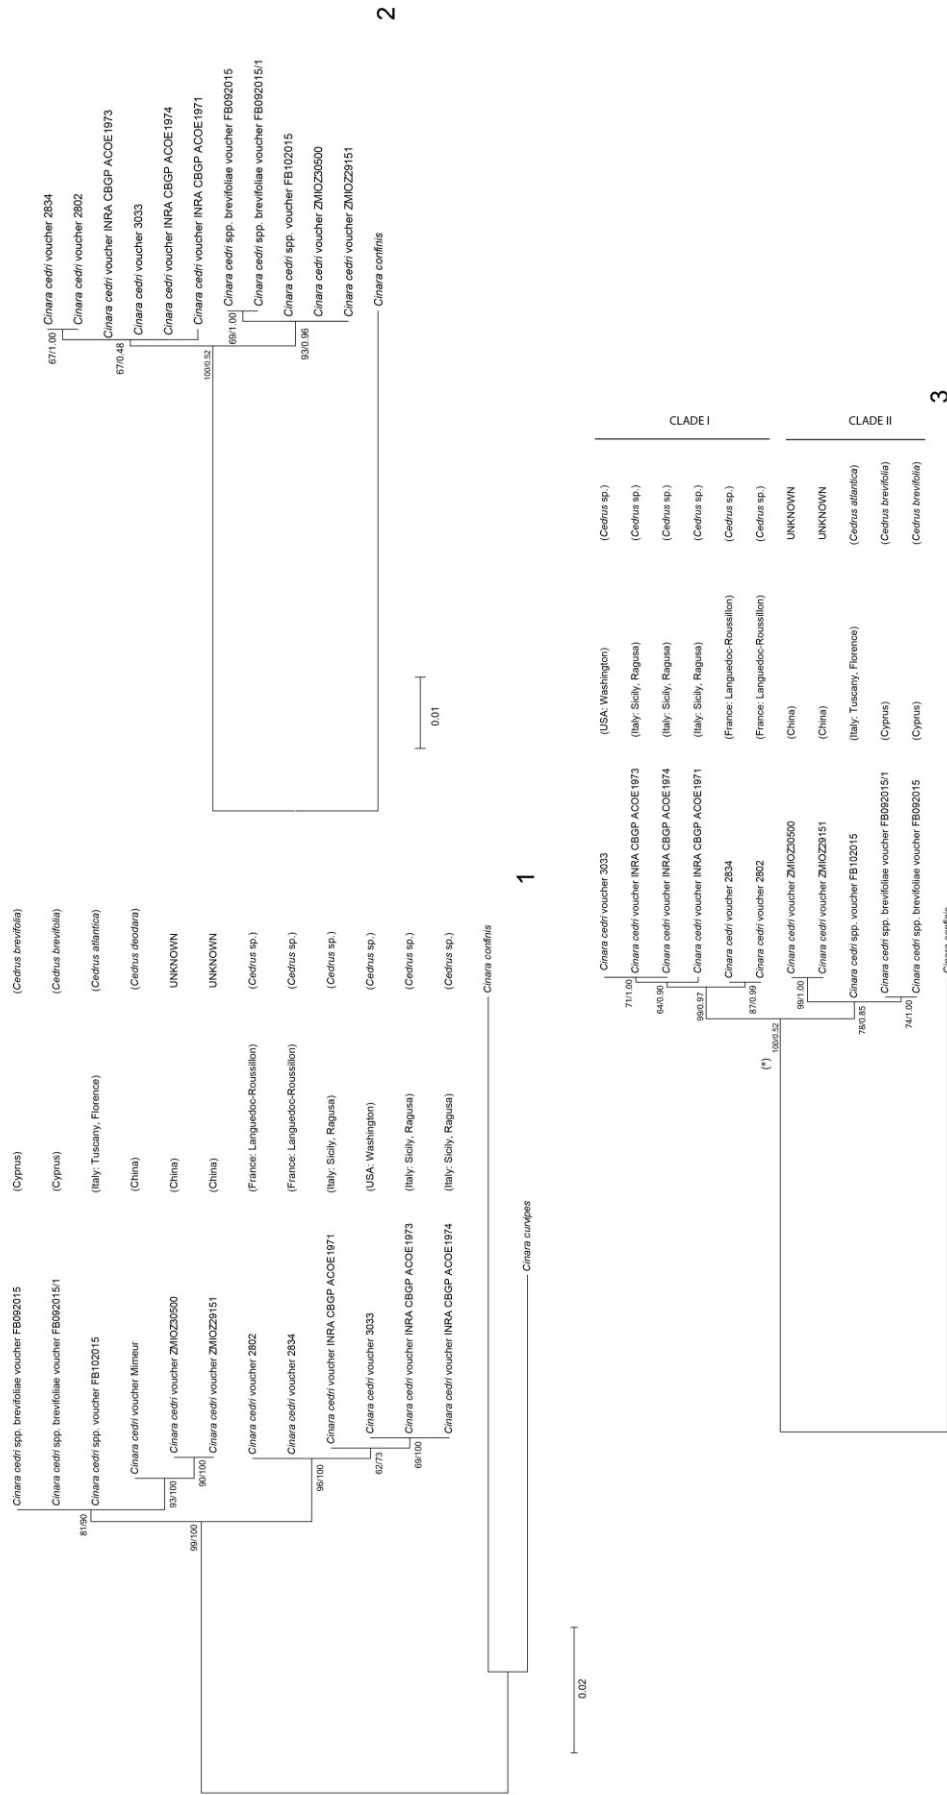 Cinara cedri spp. brevifoliae voucher FB092015 (Cyprus) (Cedrus brevifolia)
Cinara cedri spp. brevifoliae voucher FB092015/1 (Cyprus) (Cedrus brevifolia)
Cinara cedri spp. voucher FB102015 (Italy: Tuscany, Florence) (Cedrus atlantica)
81/90
Cinara cedri voucher Mimeur (China) (Cedrus deodara)
93/100
Cinara cedri voucher ZMIOZ30500 (China) UNKNOWN
90/100
Cinara cedri voucher ZMIOZ29151 (China) UNKNOWN
99/100
Cinara cedri voucher 2802 (France: Languedoc-Roussillon) (Cedrus sp.)
Cinara cedri voucher 2834 (France: Languedoc-Roussillon) (Cedrus sp.)
96/100
Cinara cedri voucher INRA CBGP ACOE1971 (Italy: Sicily, Ragusa) (Cedrus sp.)
62/73
Cinara cedri voucher 3033 (USA: Washington) (Cedrus sp.)
69/100
Cinara cedri voucher INRA CBGP ACOE1973 (Italy: Sicily, Ragusa) (Cedrus sp.)
Cinara cedri voucher INRA CBGP ACOE1974 (Italy: Sicily, Ragusa) (Cedrus sp.)
Cinara confinis
Cinara curvipes
0.02
1
67/1.00
Cinara cedri voucher 2834
Cinara cedri voucher 2802
Cinara cedri voucher INRA CBGP ACOE1973
67/0.48
Cinara cedri voucher 3033
Cinara cedri voucher INRA CBGP ACOE1974
Cinara cedri voucher INRA CBGP ACOE1971
100/0.52
69/1.00
Cinara cedri spp. brevifoliae voucher FB092015
Cinara cedri spp. brevifoliae voucher FB092015/1
Cinara cedri spp. voucher FB102015
93/0.96
Cinara cedri voucher ZMIOZ30500
Cinara cedri voucher ZMIOZ29151
Cinara confinis
0.01
2
Cinara cedri voucher 3033 (USA: Washington) (Cedrus sp.)
71/1.00
Cinara cedri voucher INRA CBGP ACOE1973 (Italy: Sicily, Ragusa) (Cedrus sp.)
64/0.90
Cinara cedri voucher INRA CBGP ACOE1974 (Italy: Sicily, Ragusa) (Cedrus sp.)
CLADE I
99/0.97
Cinara cedri voucher INRA CBGP ACOE1971 (Italy: Sicily, Ragusa) (Cedrus sp.)
Cinara cedri voucher 2834 (France: Languedoc-Roussillon) (Cedrus sp.)
87/0.99
Cinara cedri voucher 2802 (France: Languedoc-Roussillon) (Cedrus sp.)
(*)
100/0.52
Cinara cedri voucher ZMIOZ30500 (China) UNKNOWN
99/1.00
Cinara cedri voucher ZMIOZ29151 (China) UNKNOWN
Cinara cedri spp. voucher FB102015 (Italy: Tuscany, Florence) (Cedrus atlantica)
CLADE II
78/0.85
Cinara cedri spp. brevifoliae voucher FB092015/1 (Cyprus) (Cedrus brevifolia)
74/1.00
Cinara cedri spp. brevifoliae voucher FB092015 (Cyprus) (Cedrus brevifolia)
Cinara confinis
3